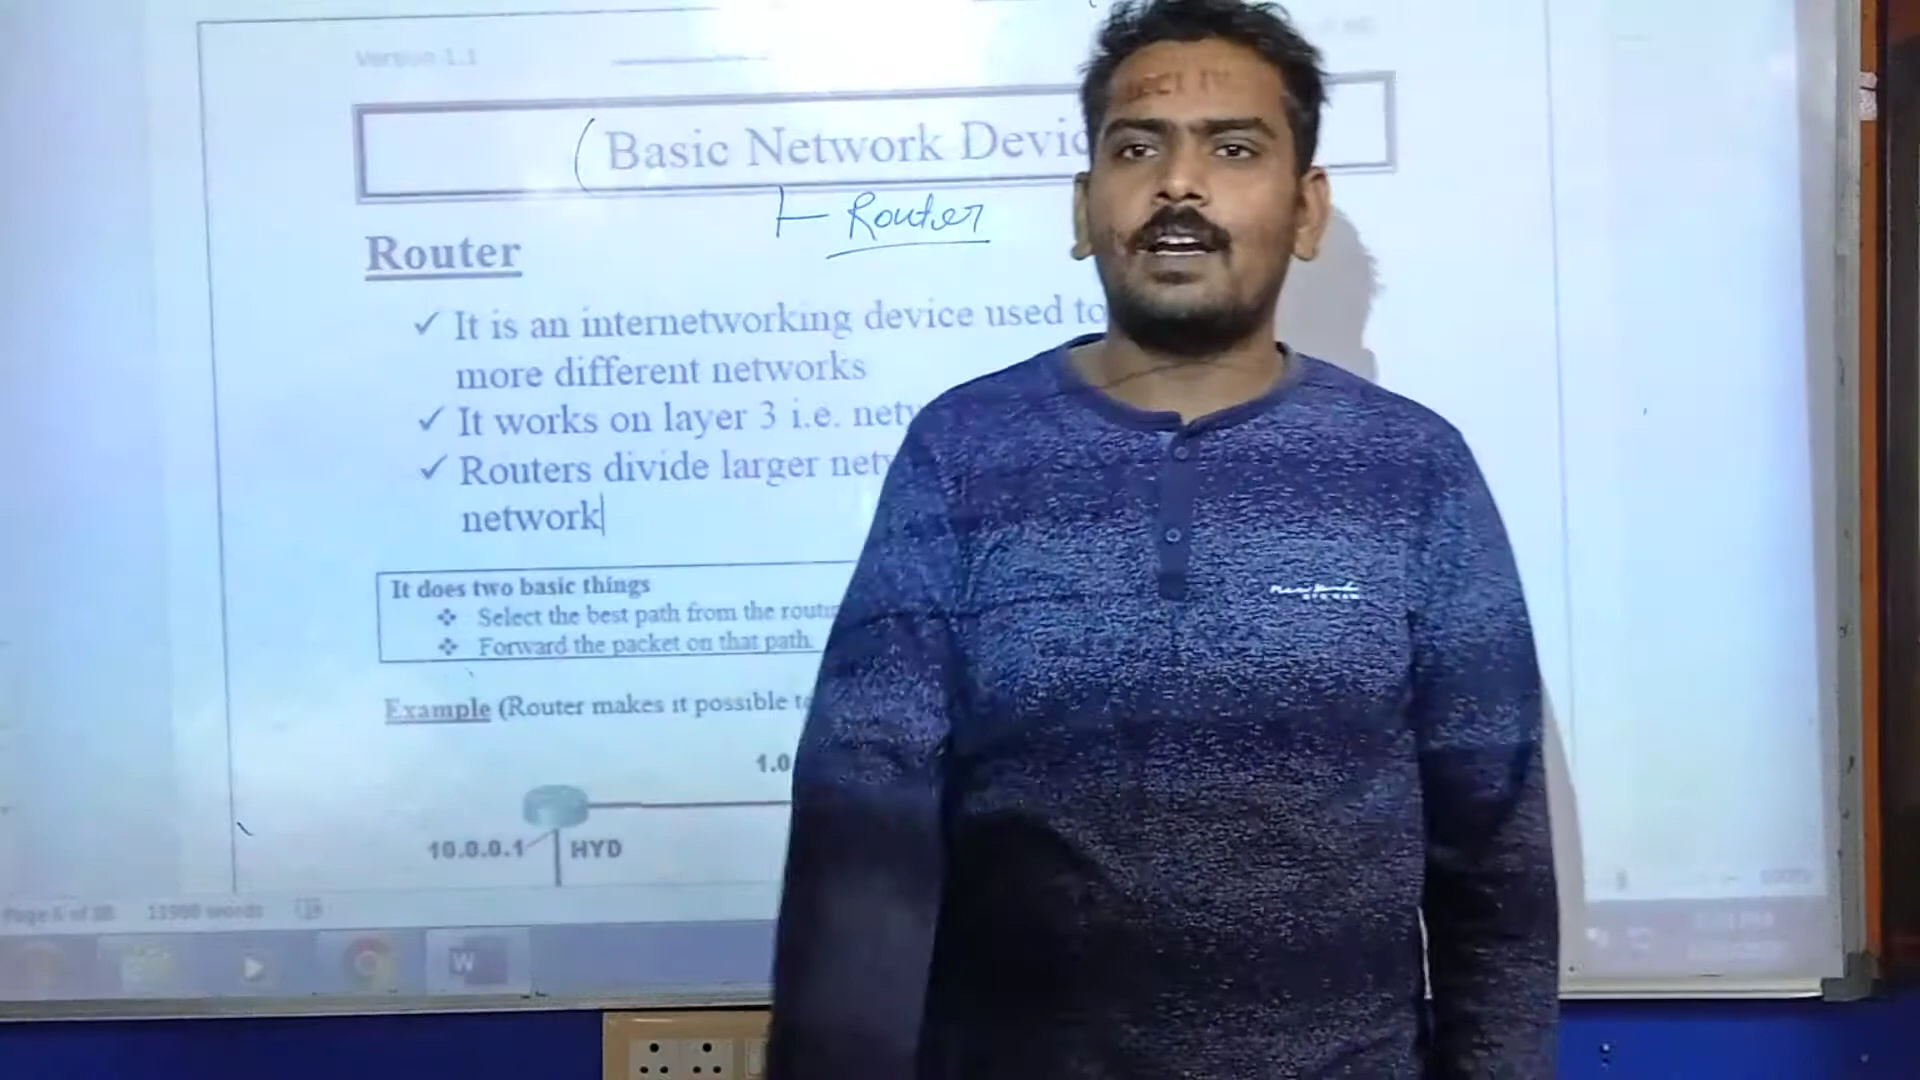 Version 1.1
(Basic Network Devic
Router
Router
✓ It is an internetworking device used to
more different networks
✓ It works on layer 3 i.e. netw
✓ Routers divide larger netw
network
It does two basic things
❖ Select the best path from the routin
❖ Forward the packet on that path.
Example (Router makes it possible to
1.0
10.0.0.1
HYD
11960 words
W